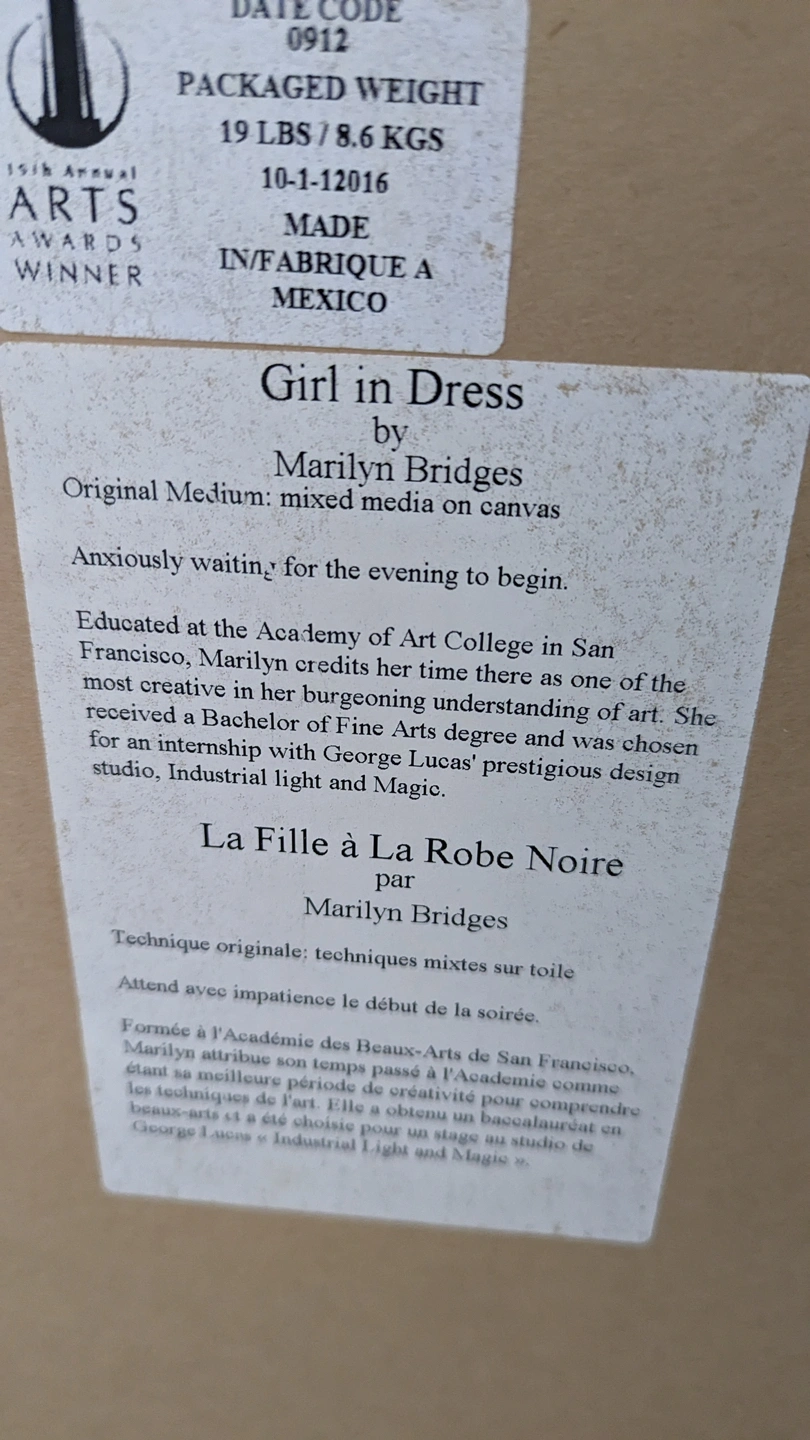 DATE CODE
0912
PACKAGED WEIGHT
19 LBS / 8.6 KGS
10-1-12016
MADE
IN/FABRIQUE A
MEXICO
15th Annual
ARTS
AWARDS
WINNER
Girl in Dress
by
Marilyn Bridges
Original Medium: mixed media on canvas
Anxiously waiting for the evening to begin.
Educated at the Academy of Art College in San
Francisco, Marilyn credits her time there as one of the
most creative in her burgeoning understanding of art. She
received a Bachelor of Fine Arts degree and was chosen
for an internship with George Lucas' prestigious design
studio, Industrial light and Magic.
La Fille à La Robe Noire
par
Marilyn Bridges
Technique originale: techniques mixtes sur toile
Attend avec impatience le début de la soirée.
Formée à l'Académie des Beaux-Arts de San Francisco,
Marilyn attribue son temps passé à l'Academie comme
étant sa meilleure période de créativité pour comprendre
les techniques de l'art. Elle a obtenu un baccalauréat en
beaux-arts et a été choisie pour un stage au studio de
George Lucas « Industrial Light and Magic ».